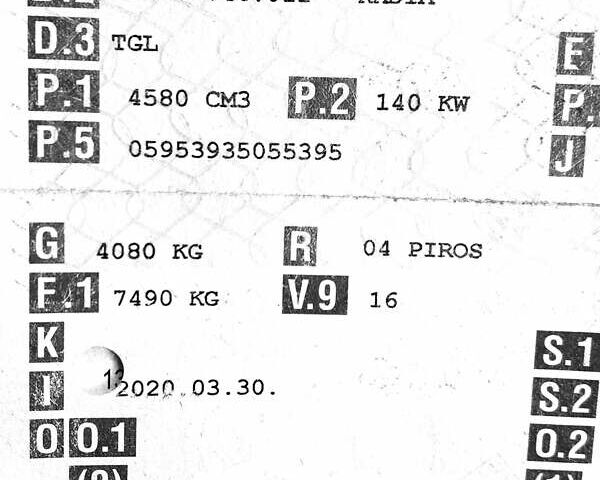 D.3 TGL E
P.1 4580 CM3 P.2 140 KW P.
P.5 05953935055395 J
G 4080 KG R 04 PIROS
F.1 7490 KG V.9 16
K S.1
I 2020.03.30. S.2
O O.1 O.2